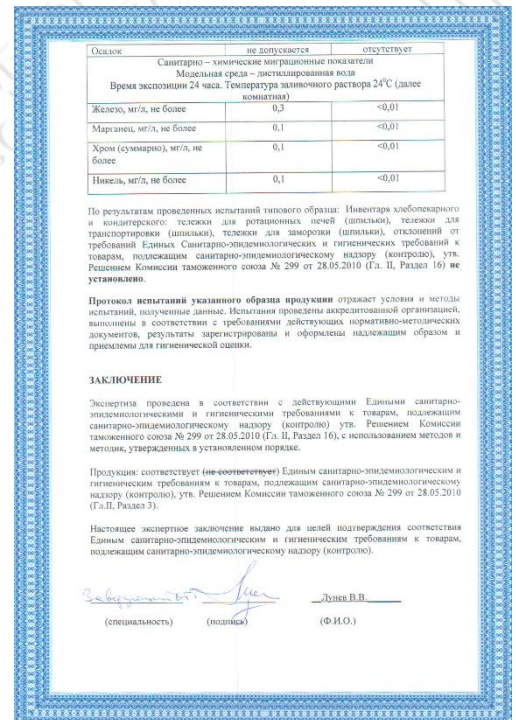 Осадок не допускается отсутствует
Санитарно – химические миграционные показатели
Модельная среда – дистиллированная вода
Время экспозиции 24 часа. Температура заливочного раствора 24⁰С (далее
комнатная)
Железо, мг/л, не более 0,3 <0,01
Марганец, мг/л, не более 0,1 <0,01
Хром (суммарно), мг/л, не 0,1 <0,01
более
Никель, мг/л, не более 0,1 <0,01
По результатам проведенных испытаний типового образца: Инвентаря хлебопекарного
и кондитерского: тележки для ротационных печей (шпильки), тележки для
транспортировки (шпильки), тележки для заморозки (шпильки), отклонений от
требований Единых Санитарно-эпидемиологических и гигиенических требований к
товарам, подлежащим санитарно-эпидемиологическому надзору (контролю), утв.
Решением Комиссии таможенного союза № 299 от 28.05.2010 (Гл. II, Раздел 16) не
установлено.
Протокол испытаний указанного образца продукции отражает условия и методы
испытаний, полученные данные. Испытания проведены аккредитованной организацией,
выполнены в соответствии с требованиями действующих нормативно-методических
документов, результаты зарегистрированы и оформлены надлежащим образом и
приемлемы для гигиенической оценки.
ЗАКЛЮЧЕНИЕ
Экспертиза проведена в соответствии с действующими Едиными санитарно-
эпидемиологическими и гигиеническими требованиями к товарам, подлежащим
санитарно-эпидемиологическому надзору (контролю) утв. Решением Комиссии
таможенного союза № 299 от 28.05.2010 (Гл. II, Раздел 16), с использованием методов и
методик, утвержденных в установленном порядке.
Продукция: соответствует (не соответствует) Единым санитарно-эпидемиологическим и
гигиеническим требованиям к товарам, подлежащим санитарно-эпидемиологическому
надзору (контролю), утв. Решением Комиссии таможенного союза № 299 от 28.05.2010
(Гл.II, Раздел 3).
Настоящее экспертное заключение выдано для целей подтверждения соответствия
Единым санитарно-эпидемиологическим и гигиеническим требованиям к товарам,
подлежащим санитарно-эпидемиологическому надзору (контролю).
Заведующий Лунев В.В.
(специальность) (подпись) (Ф.И.О.)